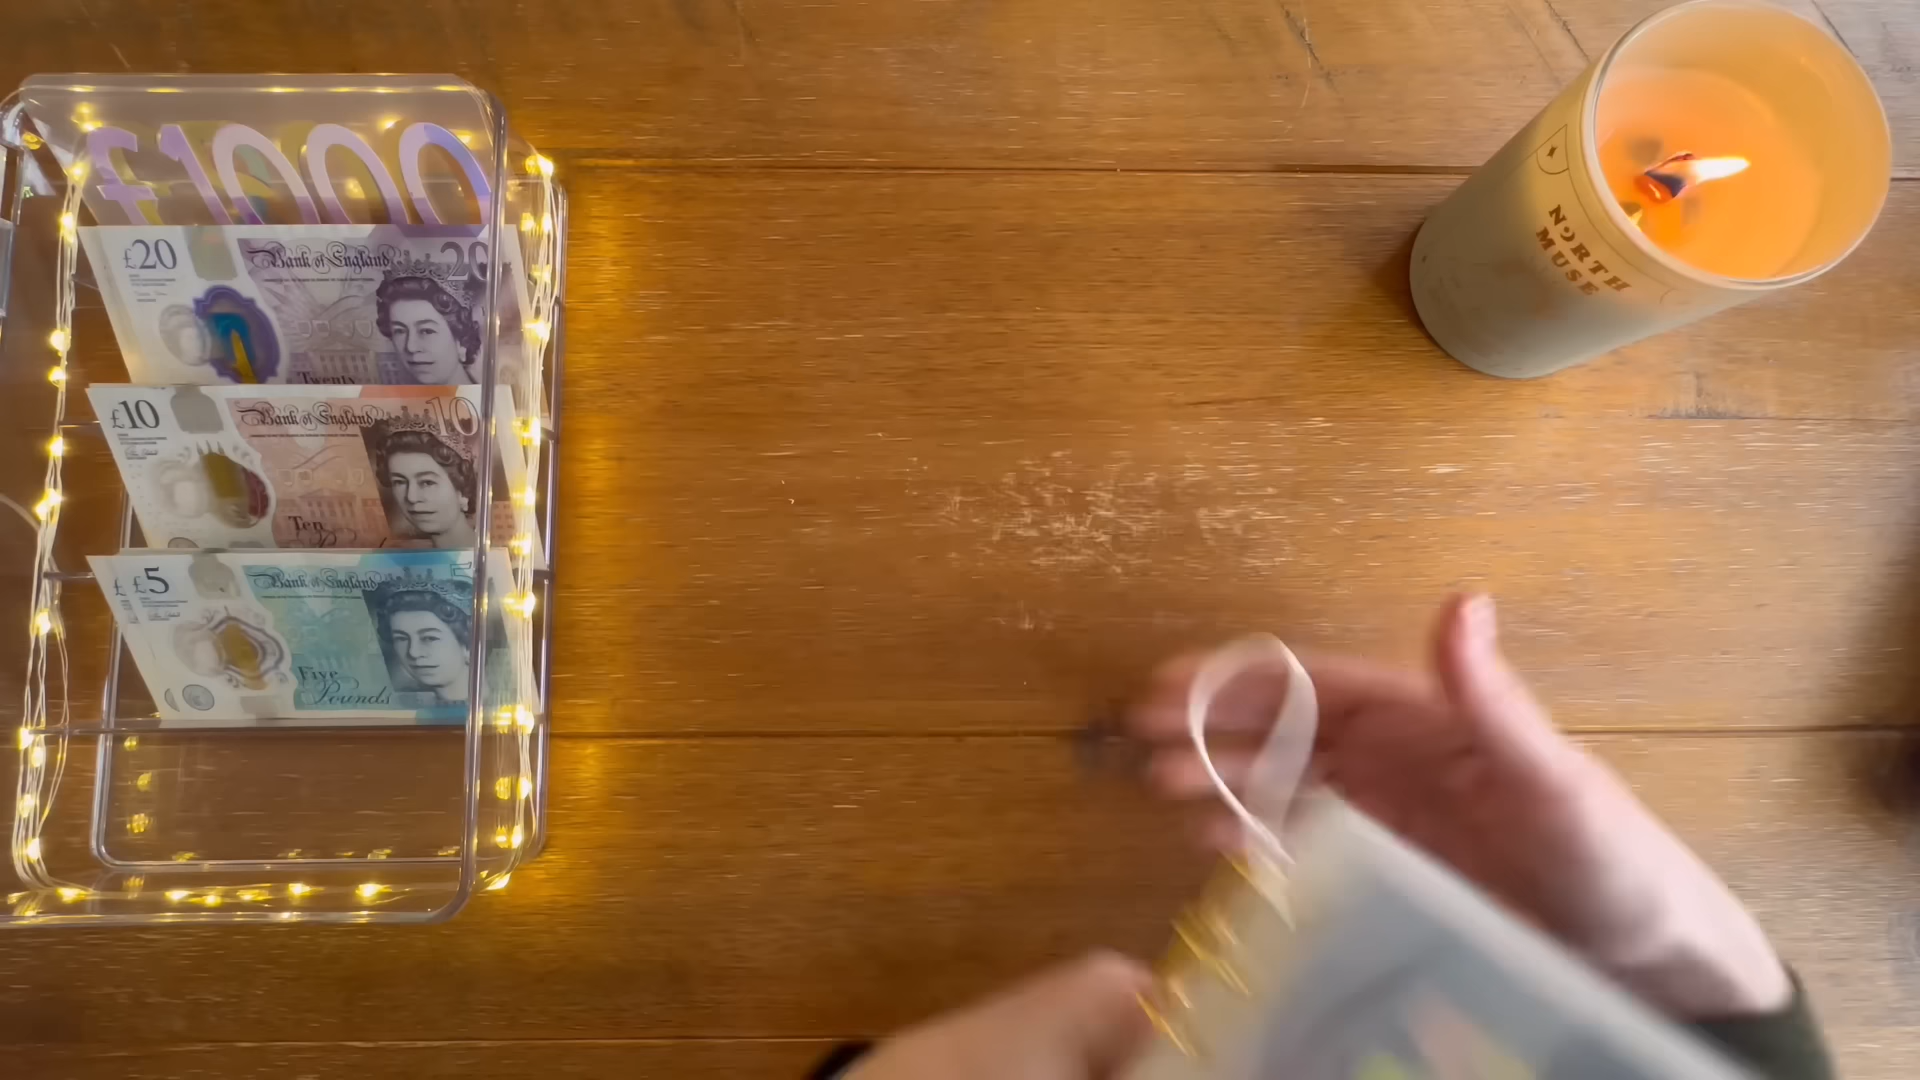 £1000
£20
Bank of England
20
Twenty
£10
Bank of England
10
Ten
£5
Bank of England
5
Five
Pounds
NORTH
MUSE